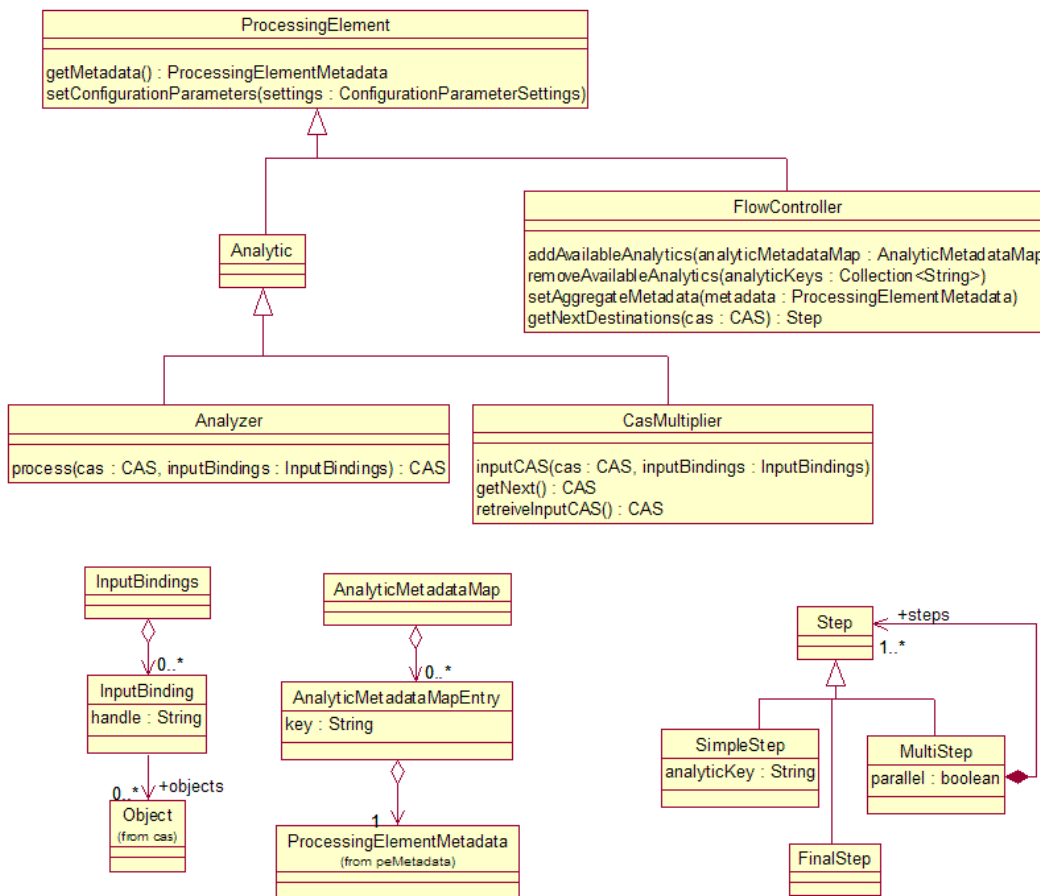 ProcessingElement
getMetadata() : ProcessingElementMetadata
setConfigurationParameters(settings : ConfigurationParameterSettings)
FlowController
addAvailableAnalytics(analyticMetadataMap : AnalyticMetadataMap
removeAvailableAnalytics(analyticKeys : Collection<String>)
setAggregateMetadata(metadata : ProcessingElementMetadata)
getNextDestinations(cas : CAS) : Step
Analytic
Analyzer
process(cas : CAS, inputBindings : InputBindings) : CAS
CasMultiplier
inputCAS(cas : CAS, inputBindings : InputBindings)
getNext() : CAS
retreiveInputCAS() : CAS
InputBindings
0..*
InputBinding
handle : String
+objects
0..*
Object
(from cas)
AnalyticMetadataMap
0..*
AnalyticMetadataMapEntry
key : String
1
ProcessingElementMetadata
(from peMetadata)
Step
+steps
1..*
SimpleStep
analyticKey : String
MultiStep
parallel : boolean
FinalStep